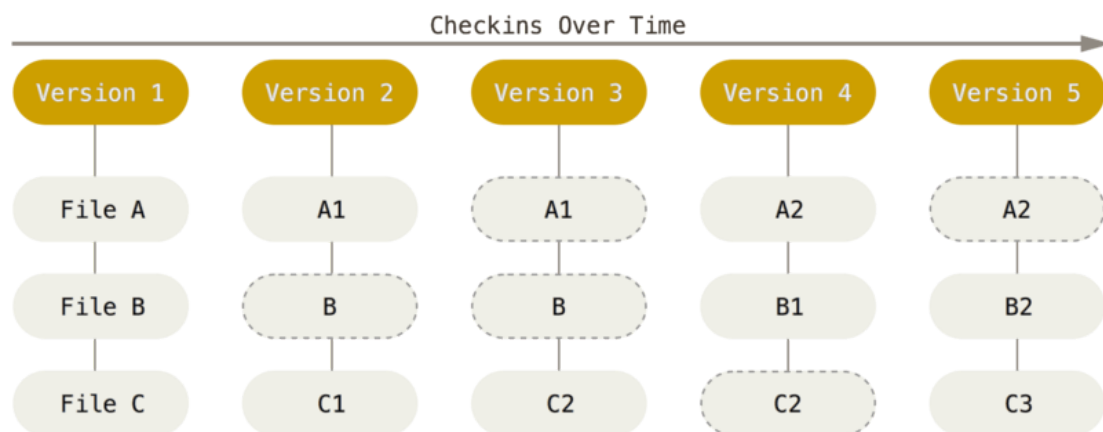 Checkins Over Time
Version 1 Version 2 Version 3 Version 4 Version 5
File A A1 A1 A2 A2
File B B B B1 B2
File C C1 C2 C2 C3